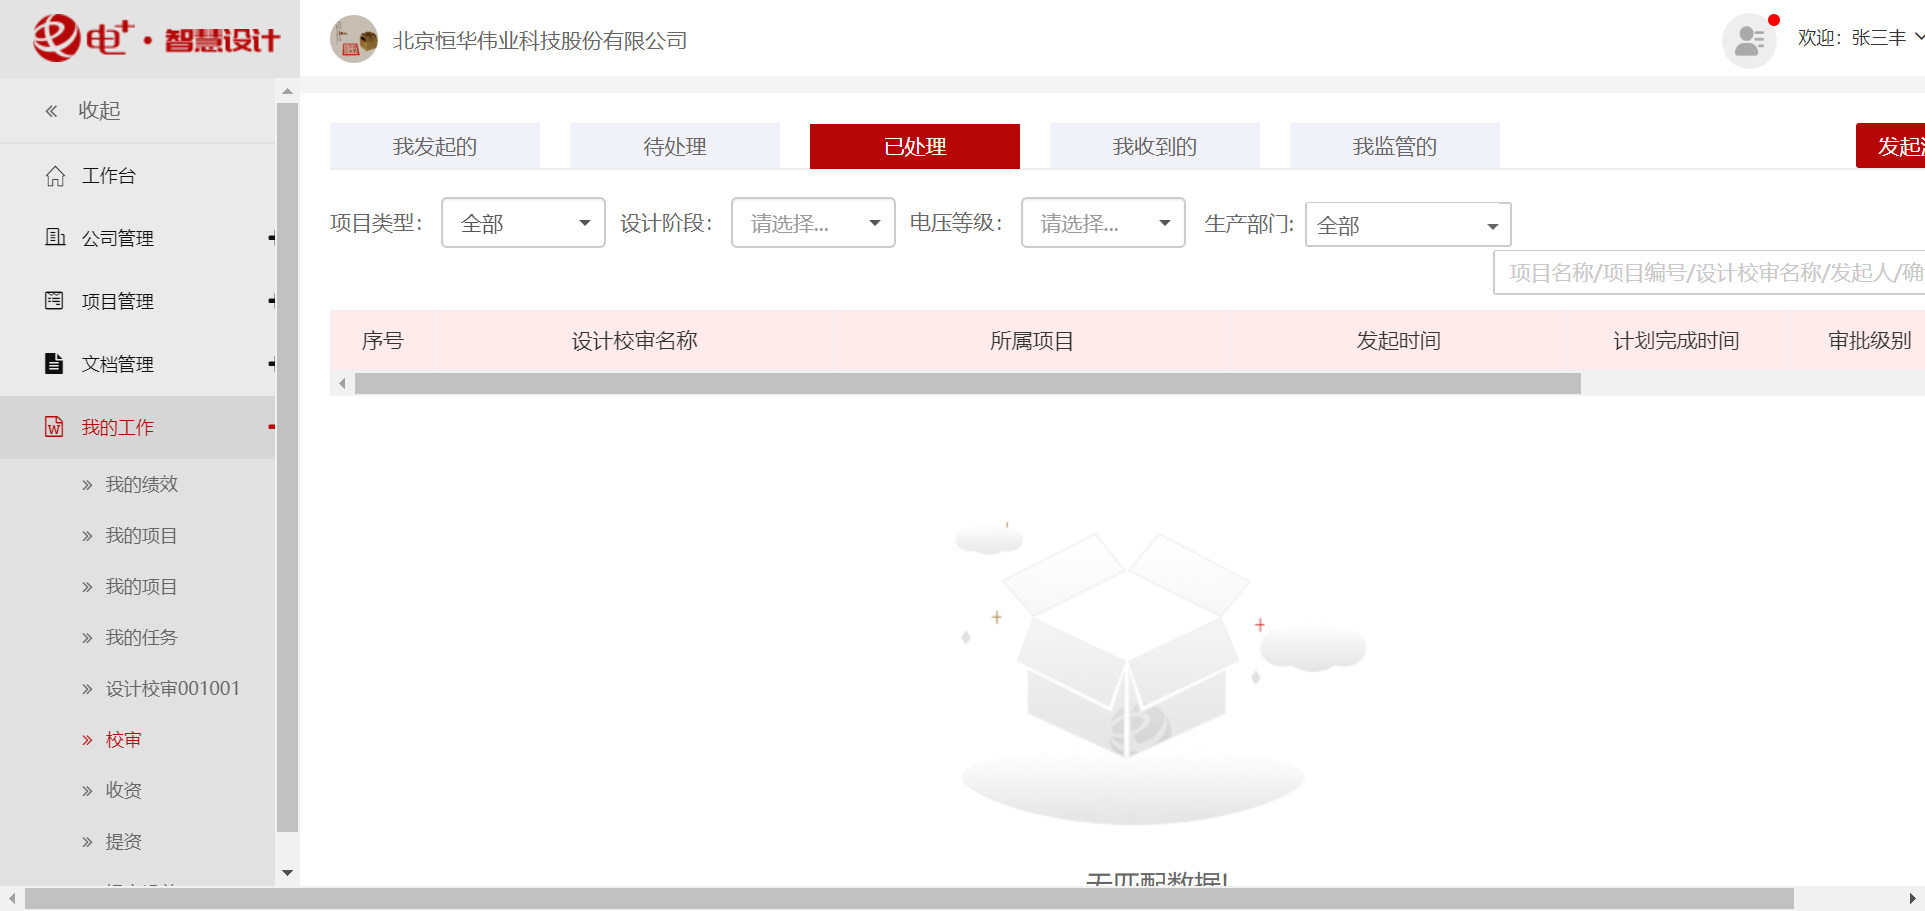 电+·智慧设计
北京恒华伟业科技股份有限公司
欢迎：张三丰
收起
工作台
公司管理
项目管理
文档管理
我的工作
我的绩效
我的项目
我的项目
我的任务
设计校审001001
校审
收资
提资
我发起的
待处理
已处理
我收到的
我监管的
发起
项目类型：
全部
设计阶段：
请选择...
电压等级：
请选择...
生产部门:
全部
项目名称/项目编号/设计校审名称/发起人/确
序号
设计校审名称
所属项目
发起时间
计划完成时间
审批级别
无匹配数据!